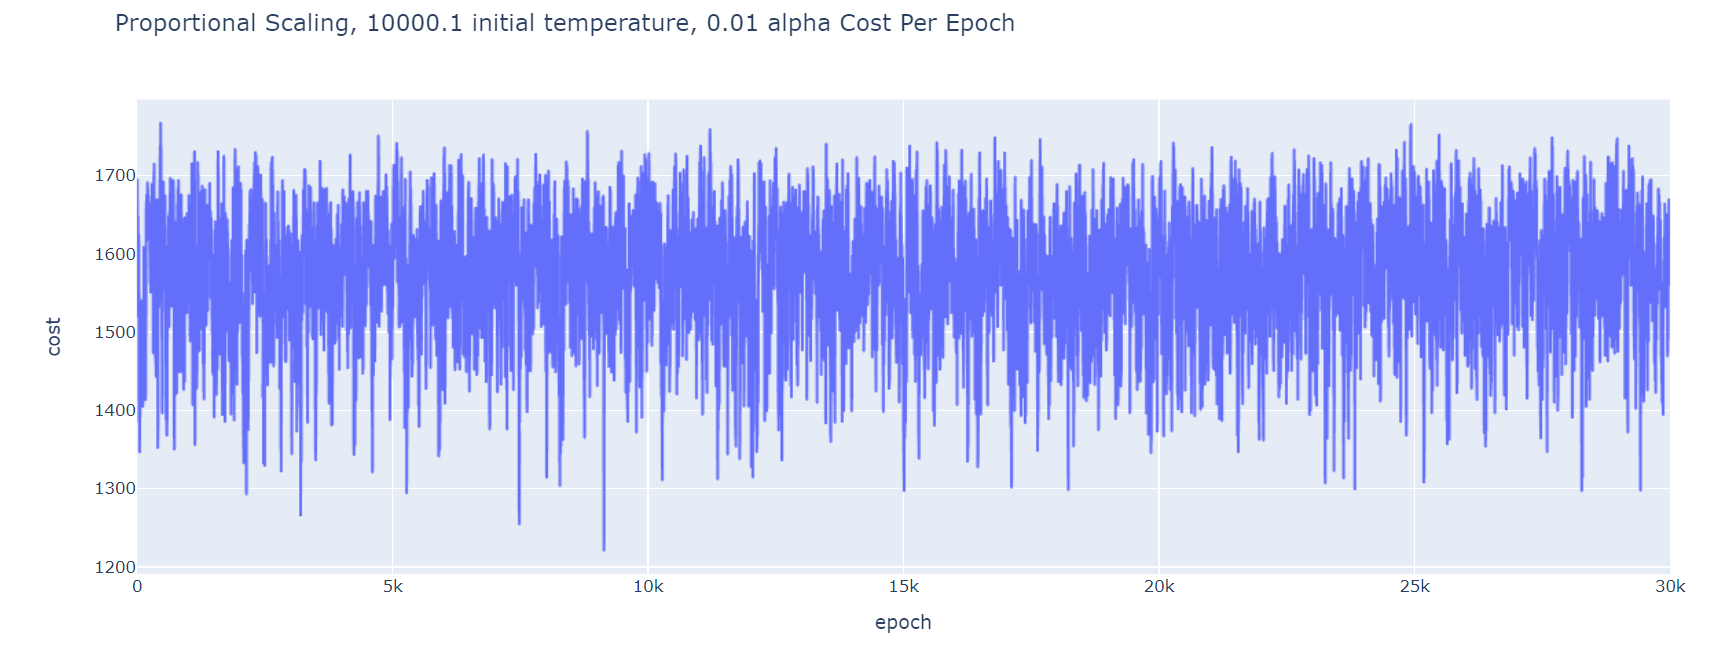 Proportional Scaling, 10000.1 initial temperature, 0.01 alpha Cost Per Epoch
cost
1700
1600
1500
1400
1300
1200
0 5k 10k 15k 20k 25k 30k
epoch